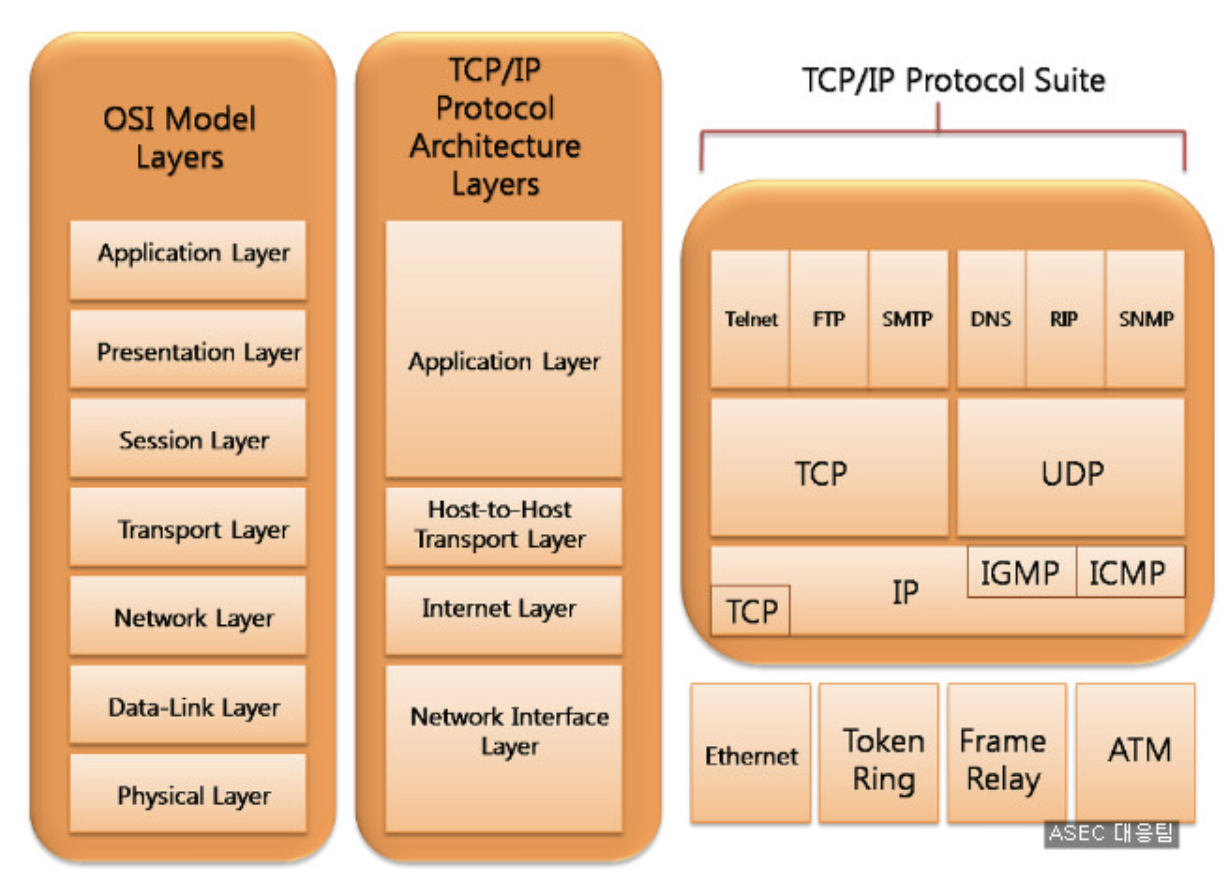 OSI Model
Layers
Application Layer
Presentation Layer
Session Layer
Transport Layer
Network Layer
Data-Link Layer
Physical Layer
TCP/IP
Protocol
Architecture
Layers
Application Layer
Host-to-Host
Transport Layer
Internet Layer
Network Interface
Layer
TCP/IP Protocol Suite
Telnet
FTP
SMTP
DNS
RIP
SNMP
TCP
UDP
IP
IGMP
ICMP
TCP
Ethernet
Token
Ring
Frame
Relay
ATM
ASEC 대응팀